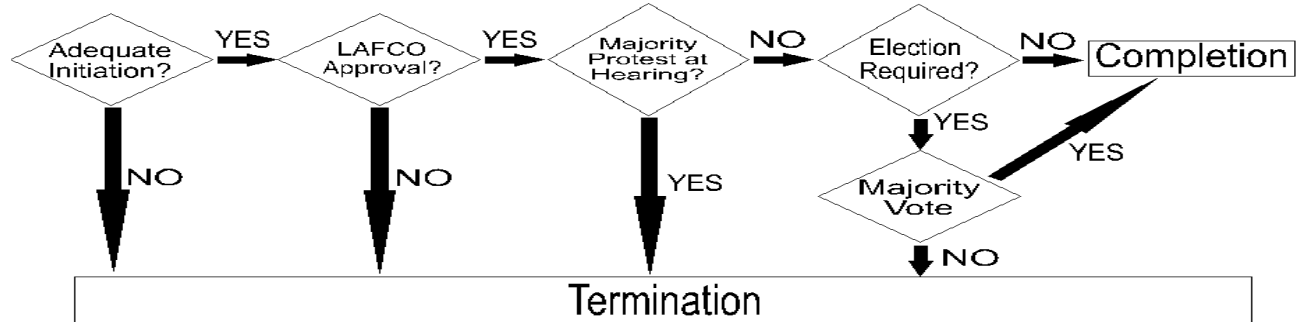 Adequate
Initiation?
YES
LAFCO
Approval?
YES
Majority
Protest at
Hearing?
NO
Election
Required?
NO
Completion
NO
NO
YES
YES
YES
Majority
Vote
NO
Termination